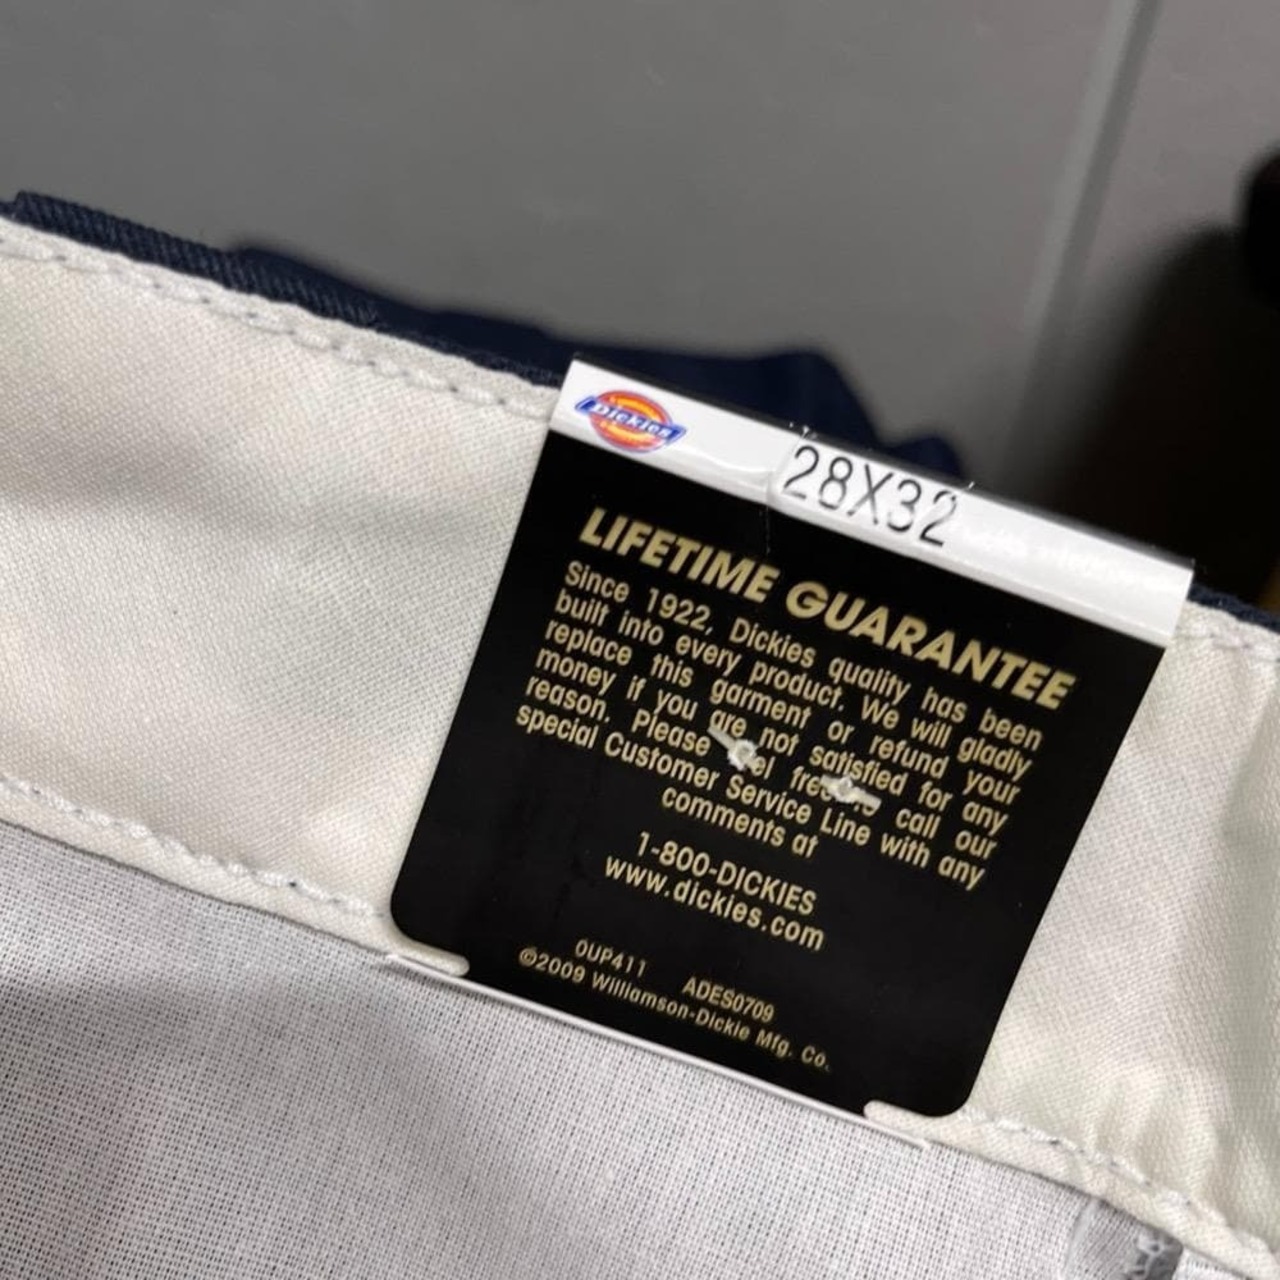 Dickies
28X32
LIFETIME GUARANTEE
Since 1922, Dickies quality has been
built into every product. We will gladly
replace this garment or refund your
money if you are not satisfied for any
reason. Please feel free to call our
special Customer Service Line with any
comments at
1-800-DICKIES
www.dickies.com
0UP411 ADES0709
©2009 Williamson-Dickie Mfg. Co.